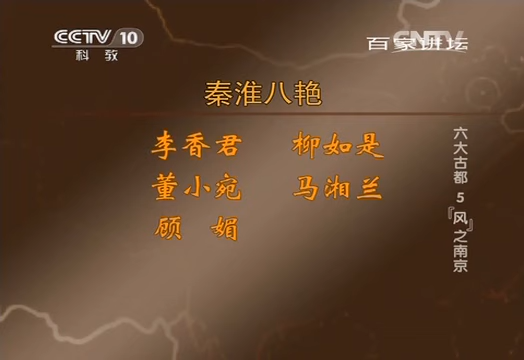 CCTV 10
科教
CNTV
百家讲坛
秦淮八艳
李香君 柳如是
董小宛 马湘兰
顾 媚
六大古都 5 『风』之南京